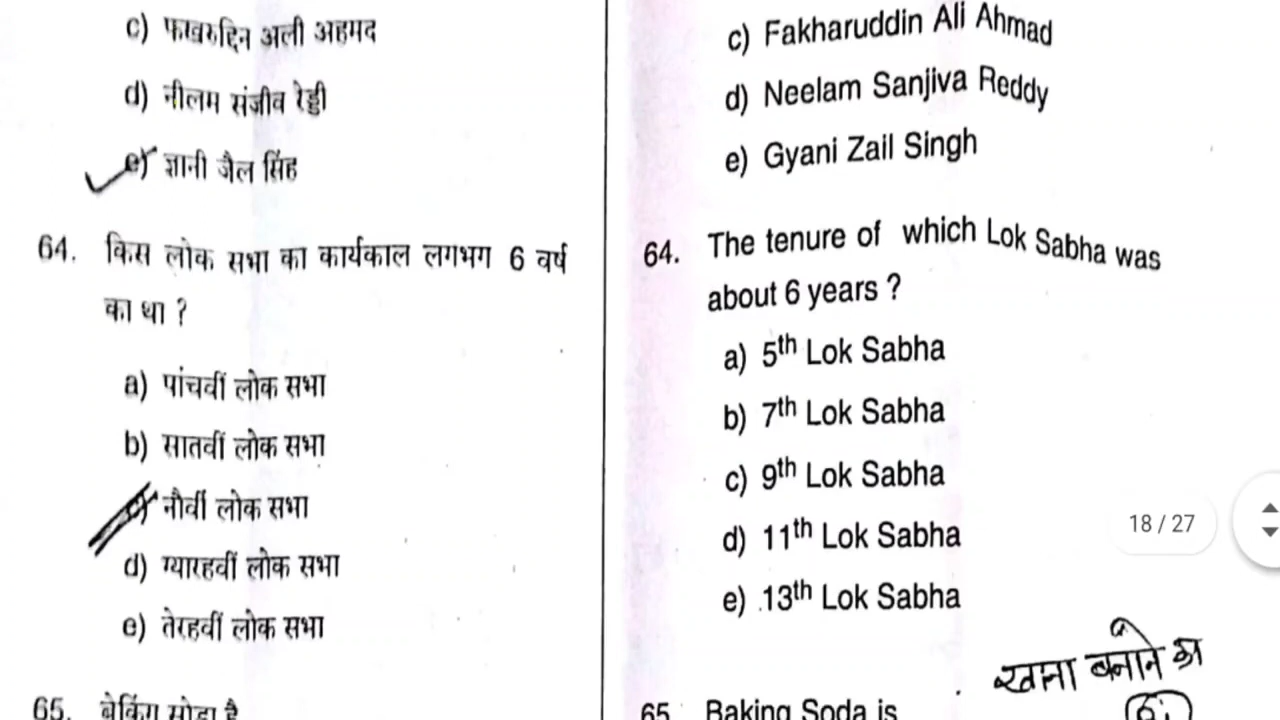 c) फाखरुद्दिन अली अहमद
d) नीलम संजीव रेड्डी
e) ज्ञानी जैल सिंह
64. किस लोक सभा का कार्यकाल लगभग 6 वर्ष
का था ?
a) पांचवीं लोक सभा
b) सातवीं लोक सभा
c) नौवीं लोक सभा
d) ग्यारहवीं लोक सभा
e) तेरहवीं लोक सभा
65. बेकिंग सोडा है
c) Fakharuddin Ali Ahmad
d) Neelam Sanjiva Reddy
e) Gyani Zail Singh
64. The tenure of which Lok Sabha was
about 6 years ?
a) 5th Lok Sabha
b) 7th Lok Sabha
c) 9th Lok Sabha
d) 11th Lok Sabha
e) 13th Lok Sabha
65. Baking Soda is
18 / 27
खाना बनाने का